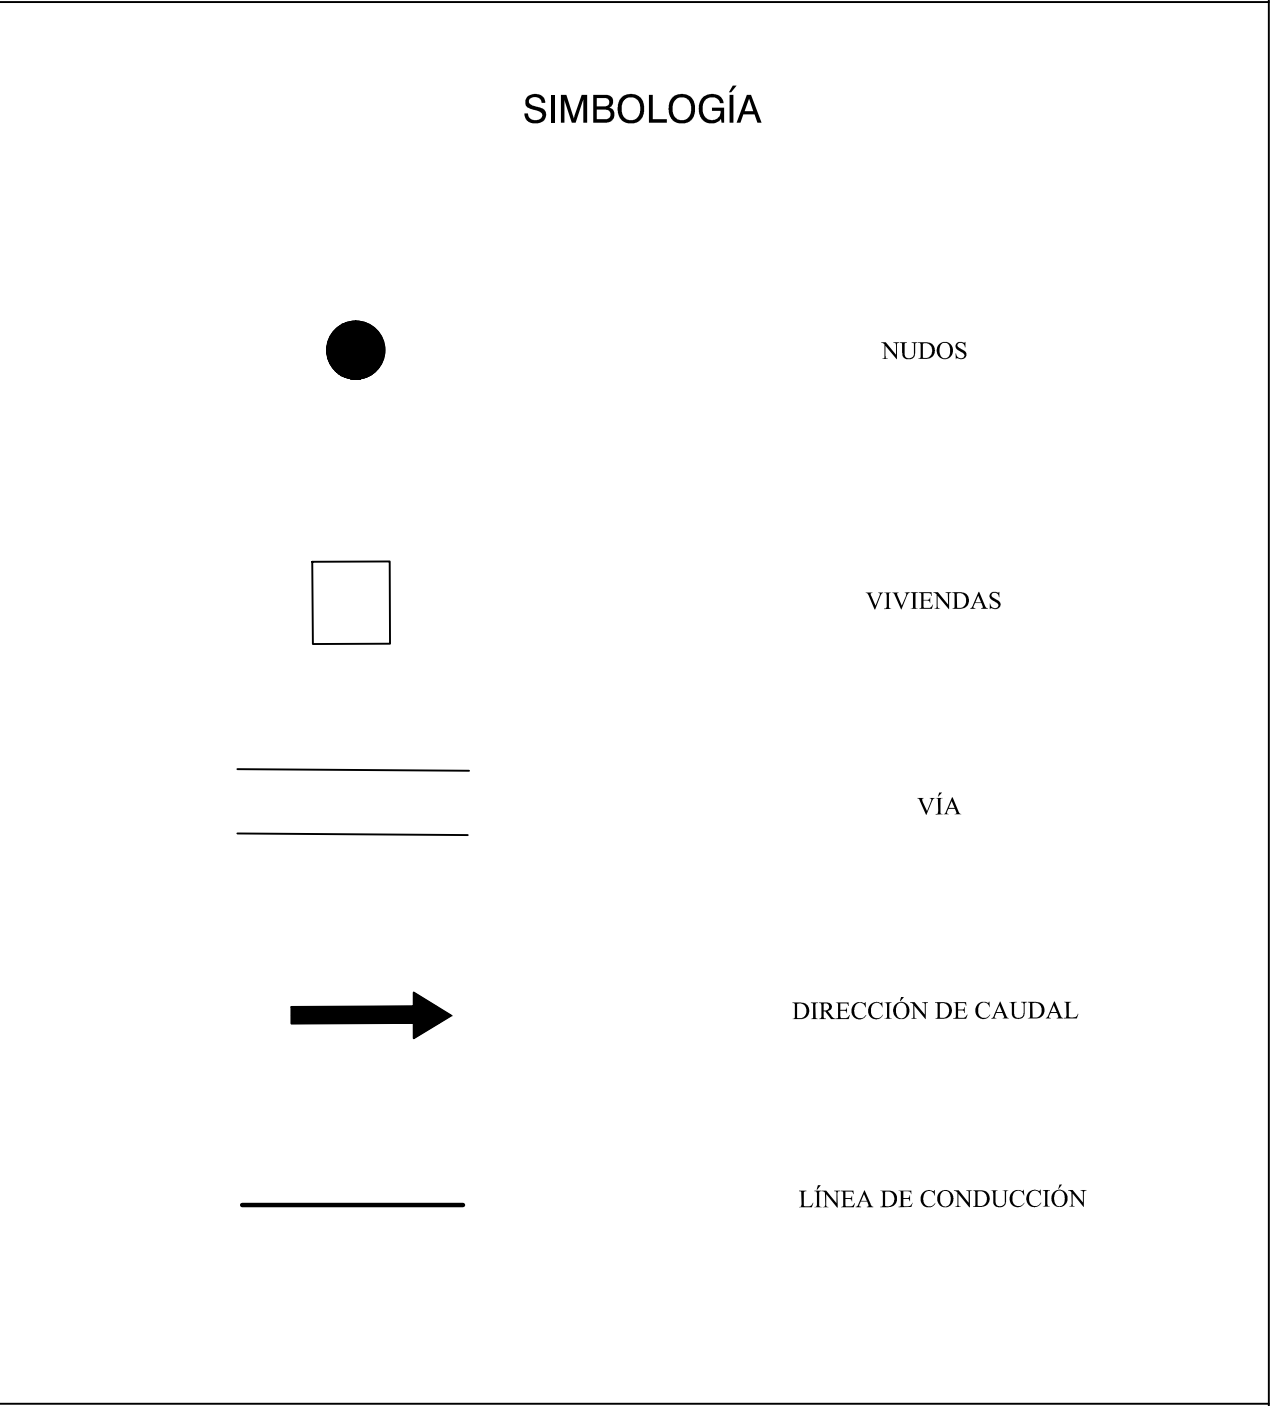 SIMBOLOGÍA
NUDOS
VIVIENDAS
VÍA
DIRECCIÓN DE CAUDAL
LÍNEA DE CONDUCCIÓN